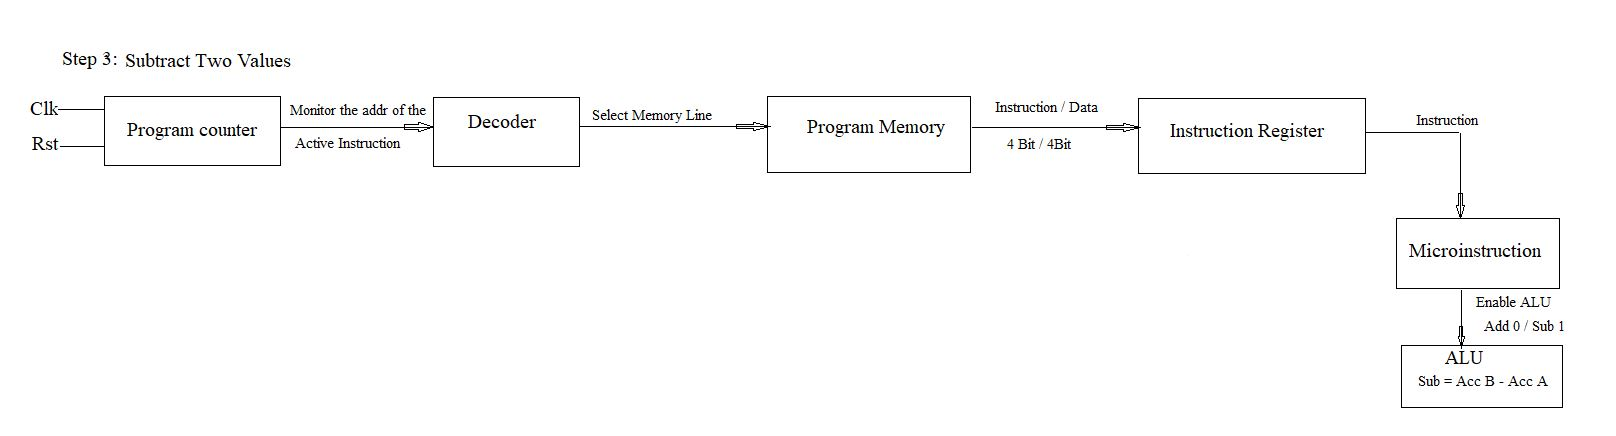 Step 3: Subtract Two Values
Clk
Rst
Program counter
Monitor the addr of the
Active Instruction
Decoder
Select Memory Line
Program Memory
Instruction / Data
4 Bit / 4Bit
Instruction Register
Instruction
Microinstruction
Enable ALU
Add 0 / Sub 1
ALU
Sub = Acc B - Acc A